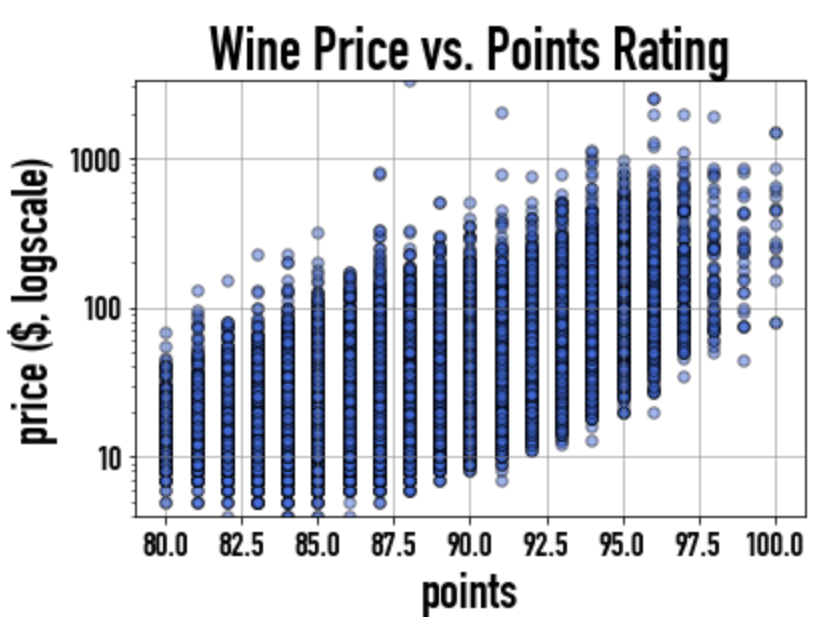 Wine Price vs. Points Rating
price ($, logscale)
1000
100
10
80.0 82.5 85.0 87.5 90.0 92.5 95.0 97.5 100.0
points